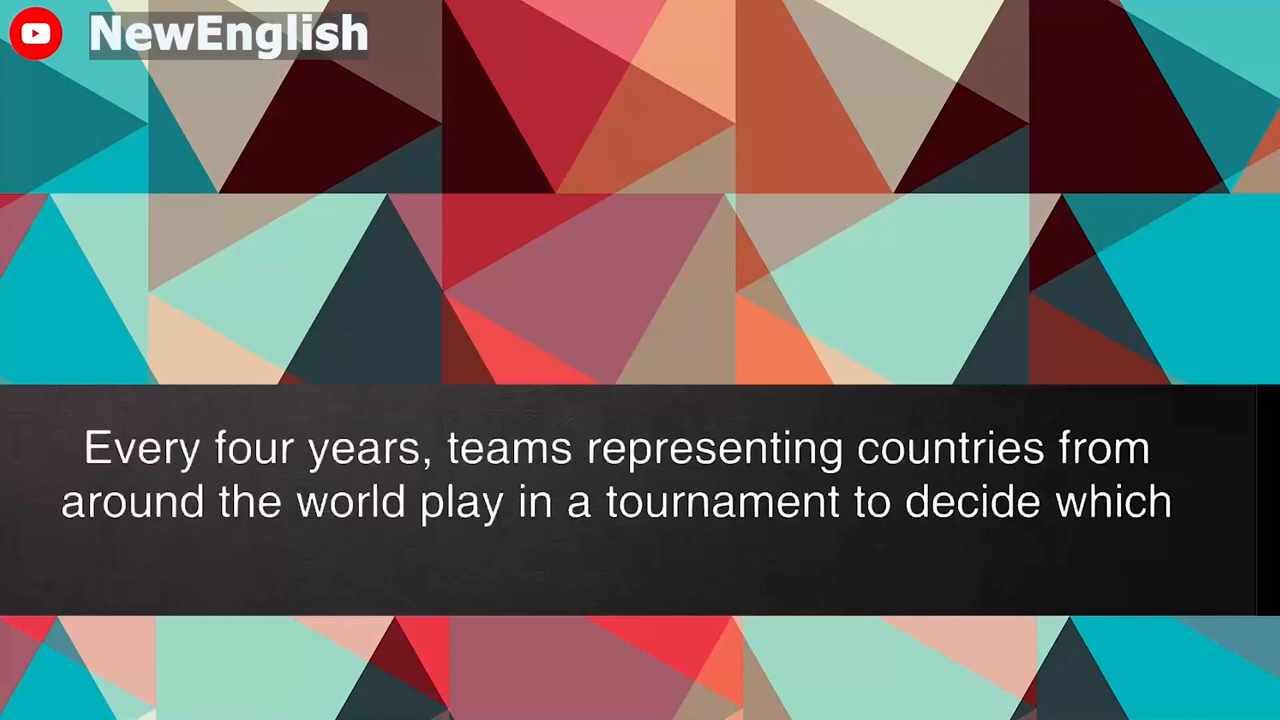 NewEnglish
Every four years, teams representing countries from
around the world play in a tournament to decide which